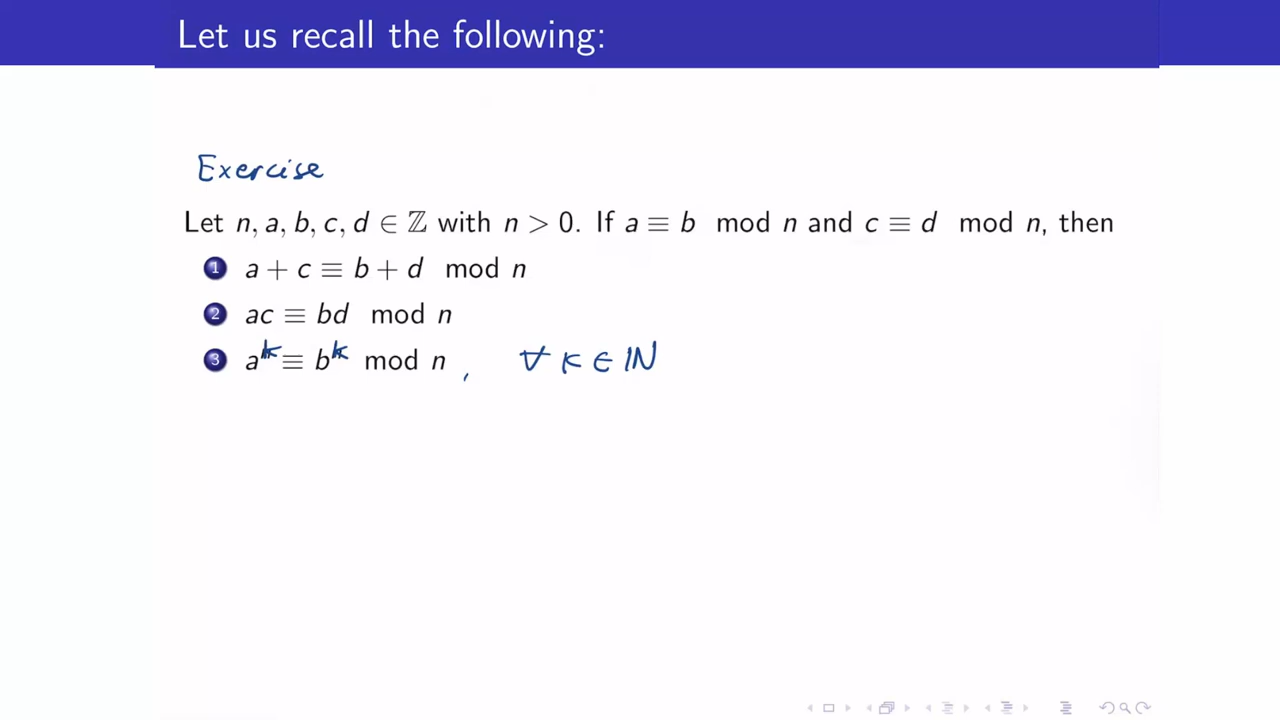 Let us recall the following:
Exercise
Let n, a, b, c, d ∈ ℤ with n > 0. If a ≡ b mod n and c ≡ d mod n, then
1 a + c ≡ b + d mod n
2 ac ≡ bd mod n
3 a^k ≡ b^k mod n , ∀ k ∈ ℕ